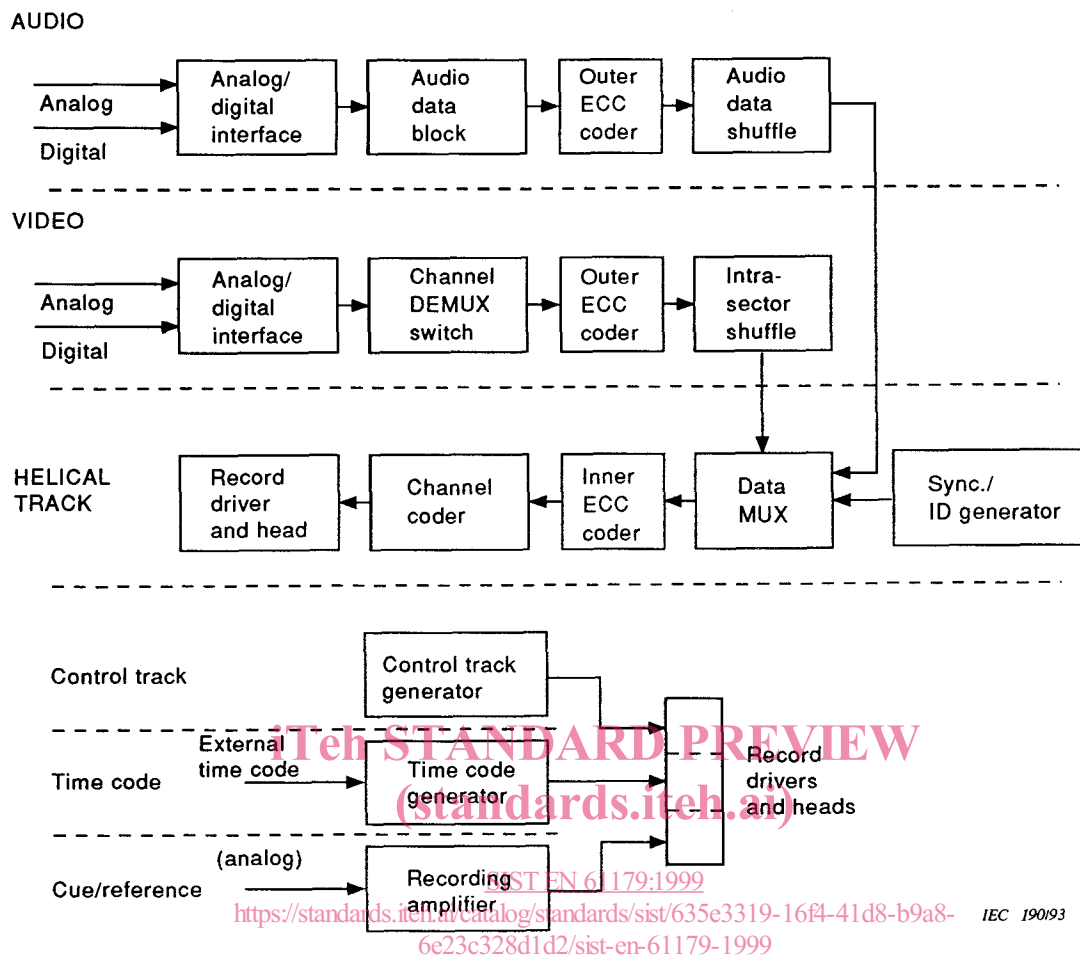 AUDIO
Analog
Digital
Analog/
digital
interface
Audio
data
block
Outer
ECC
coder
Audio
data
shuffle
VIDEO
Analog
Digital
Analog/
digital
interface
Channel
DEMUX
switch
Outer
ECC
coder
Intra-
sector
shuffle
HELICAL
TRACK
Record
driver
and head
Channel
coder
Inner
ECC
coder
Data
MUX
Sync./
ID generator
Control track
Control track
generator
iTeh STANDARD PREVIEW
Time code
External
time code
Time code
generator
Record
drivers
and heads
(standards.iteh.ai)
Cue/reference
(analog)
Recording
amplifier
SIST EN 61179:1999
https://standards.iteh.ai/catalog/standards/sist/635e3319-16f4-41d8-b9a8-
6e23c328d1d2/sist-en-61179-1999
IEC 190/93